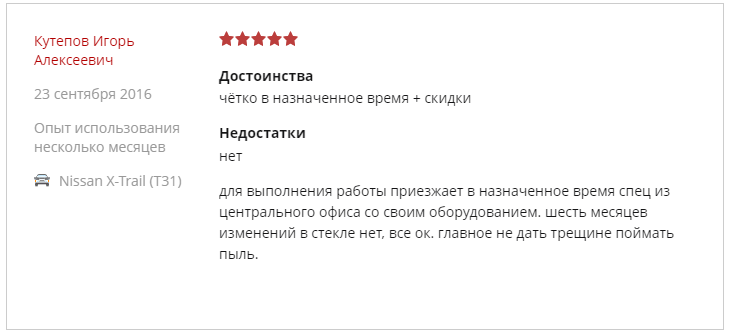 Кутепов Игорь
Алексеевич
23 сентября 2016
Опыт использования
несколько месяцев
Nissan X-Trail (T31)
Достоинства
чётко в назначенное время + скидки
Недостатки
нет
для выполнения работы приезжает в назначенное время спец из
центрального офиса со своим оборудованием. шесть месяцев
изменений в стекле нет, все ок. главное не дать трещине поймать
пыль.